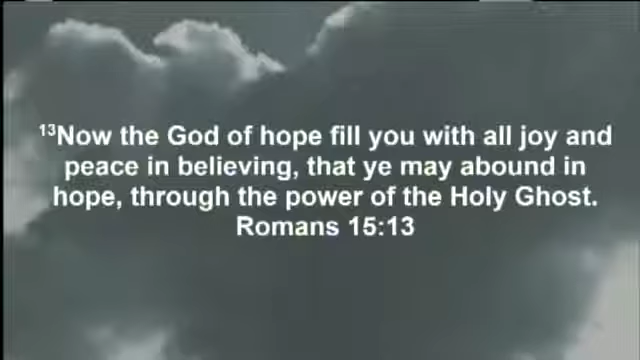 ¹³Now the God of hope fill you with all joy and
peace in believing, that ye may abound in
hope, through the power of the Holy Ghost.
Romans 15:13